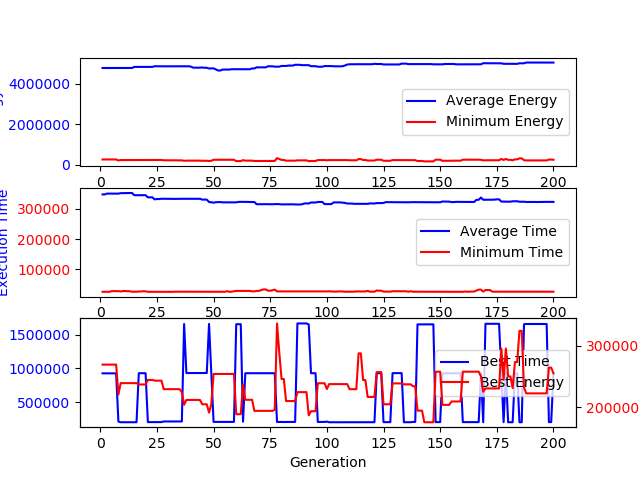 4000000
2000000
0
Average Energy
Minimum Energy
0 25 50 75 100 125 150 175 200
Execution Time
300000
200000
100000
Average Time
Minimum Time
0 25 50 75 100 125 150 175 200
1500000
1000000
500000
Best Time
Best Energy
300000
200000
0 25 50 75 100 125 150 175 200
Generation